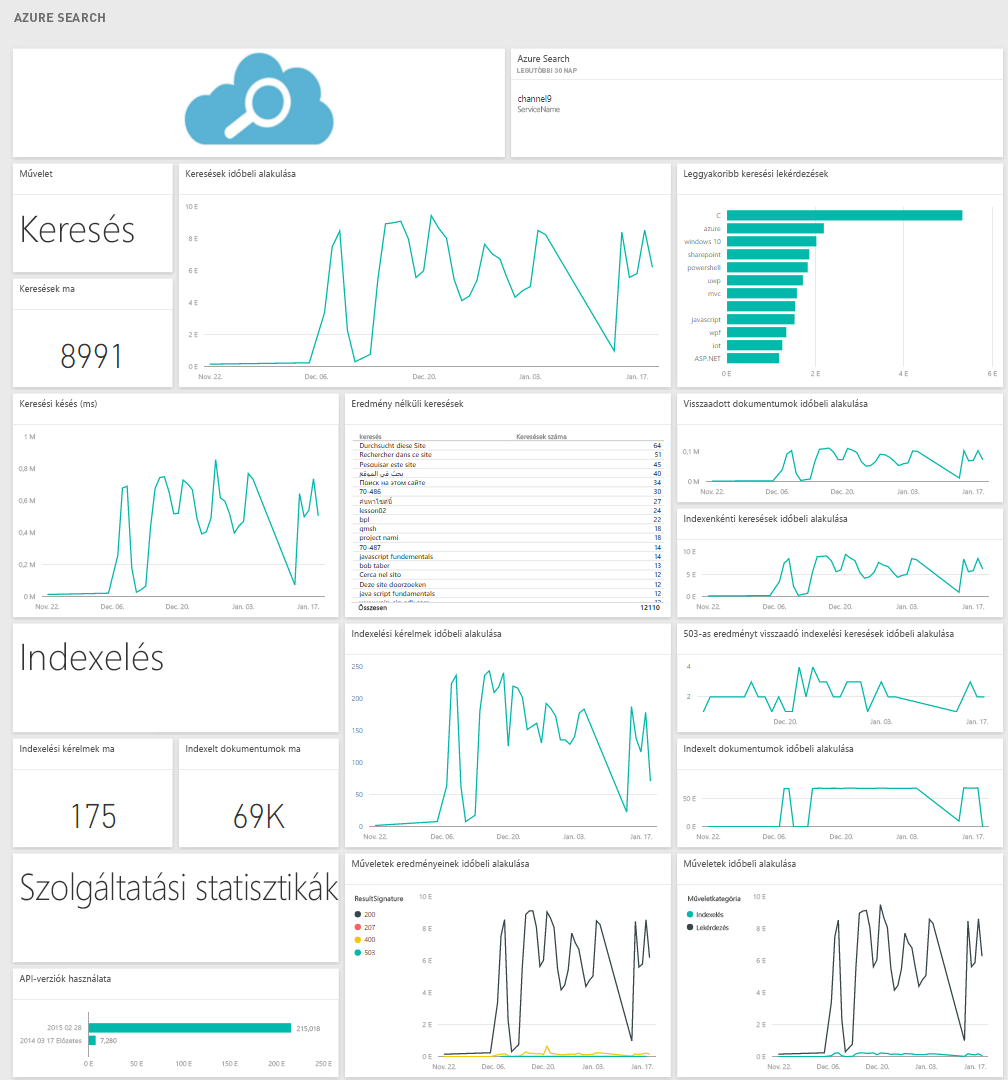 AZURE SEARCH
Azure Search
LEGUTÓBBI 30 NAP
channel9
ServiceName
Művelet
Keresés
Keresések ma
8991
Keresések időbeli alakulása
10 E
8 E
6 E
4 E
2 E
0 E
Nov. 22. Dec. 06. Dec. 20. Jan. 03. Jan. 17.
Leggyakoribb keresési lekérdezések
C
azure
windows 10
sharepoint
powershell
uwp
mvc
javascript
wpf
iot
ASP.NET
0 E 2 E 4 E 6 E
Keresési késés (ms)
1 M
0,8 M
0,6 M
0,4 M
0,2 M
0 M
Nov. 22. Dec. 06. Dec. 20. Jan. 03. Jan. 17.
Eredmény nélküli keresések
keresés Keresések száma
Durchsucht diese Site 64
Rechercher dans ce site 51
Pesquisar este site 45
بحث في الموقع 40
Поиск на этом сайте 34
70-486 30
ค้นหาไซต์นี้ 27
lesson02 24
bpl 22
qmsh 18
project nami 18
70-487 14
javascript fundementals 14
bob taber 13
Cerca nel sito 12
Deze site doorzoeken 12
java script fundamentals 12
Összesen 12110
Visszaadott dokumentumok időbeli alakulása
0,1 M
0 M
Nov. 22. Dec. 06. Dec. 20. Jan. 03. Jan. 17.
Indexenkénti keresések időbeli alakulása
10 E
5 E
0 E
Nov. 22. Dec. 06. Dec. 20. Jan. 03. Jan. 17.
Indexelés
Indexelési kérelmek ma
175
Indexelt dokumentumok ma
69K
Indexelési kérelmek időbeli alakulása
250
200
150
100
50
0
Nov. 22. Dec. 06. Dec. 20. Jan. 03. Jan. 17.
503-as eredményt visszaadó indexelési keresések időbeli alakulása
4
2
Dec. 20. Jan. 03. Jan. 17.
Indexelt dokumentumok időbeli alakulása
50 E
0 E
Nov. 22. Dec. 06. Dec. 20. Jan. 03. Jan. 17.
Szolgáltatási statisztikák
API-verziók használata
2015 02 28 215,018
2014 03 17 Előzetes 7,280
0 E 50 E 100 E 150 E 200 E 250 E
Műveletek eredményeinek időbeli alakulása
ResultSignature
200
207
400
503
10 E
8 E
6 E
4 E
2 E
0 E
Nov. 22. Dec. 06. Dec. 20. Jan. 03. Jan. 17.
Műveletek időbeli alakulása
Műveletkategória
Indexelés
Lekérdezés
10 E
8 E
6 E
4 E
2 E
0 E
Nov. 22. Dec. 06. Dec. 20. Jan. 03. Jan. 17.